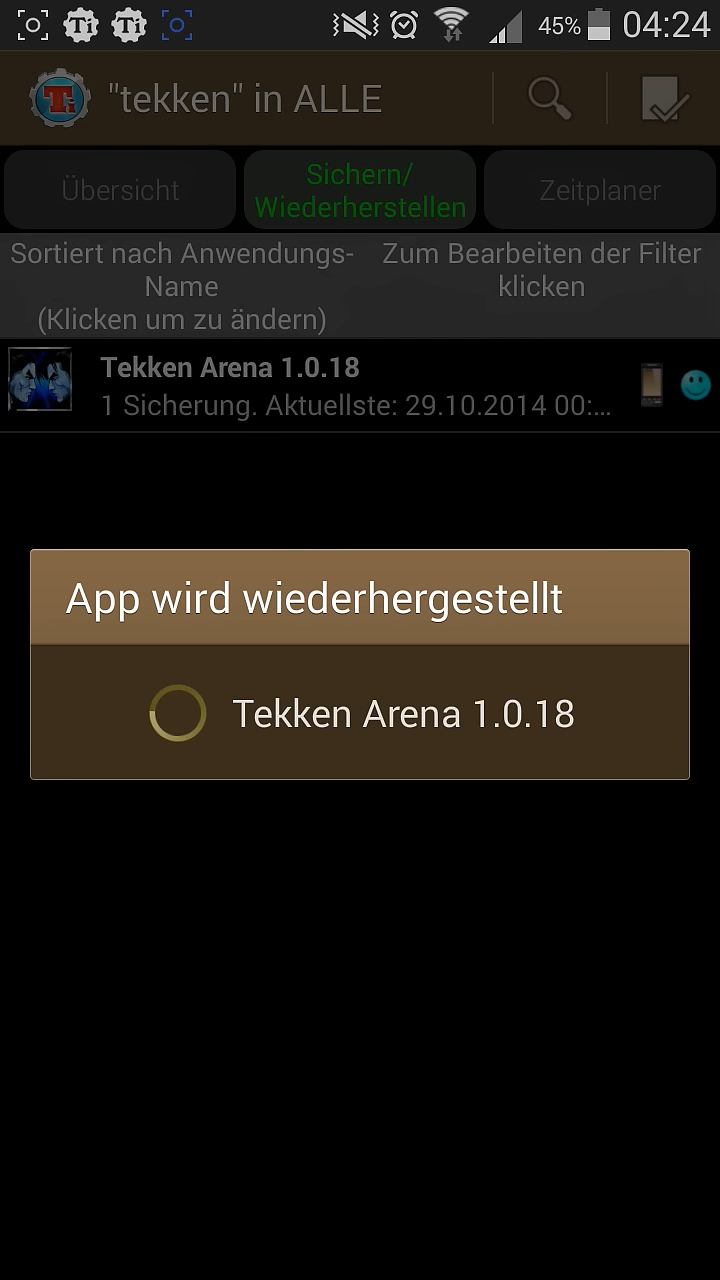 Ti Ti 45% 04:24
"tekken" in ALLE
Übersicht
Sichern/
Wiederherstellen
Zeitplaner
Sortiert nach Anwendungs-
Name
(Klicken um zu ändern)
Zum Bearbeiten der Filter
klicken
Tekken Arena 1.0.18
1 Sicherung. Aktuellste: 29.10.2014 00:...
App wird wiederhergestellt
Tekken Arena 1.0.18